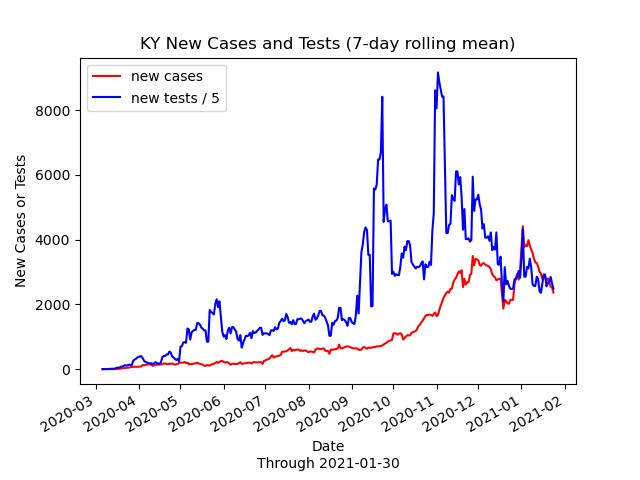 KY New Cases and Tests (7-day rolling mean)
new cases
new tests / 5
New Cases or Tests
8000
6000
4000
2000
0
2020-03
2020-04
2020-05
2020-06
2020-07
2020-08
2020-09
2020-10
2020-11
2020-12
2021-01
2021-02
Date
Through 2021-01-30